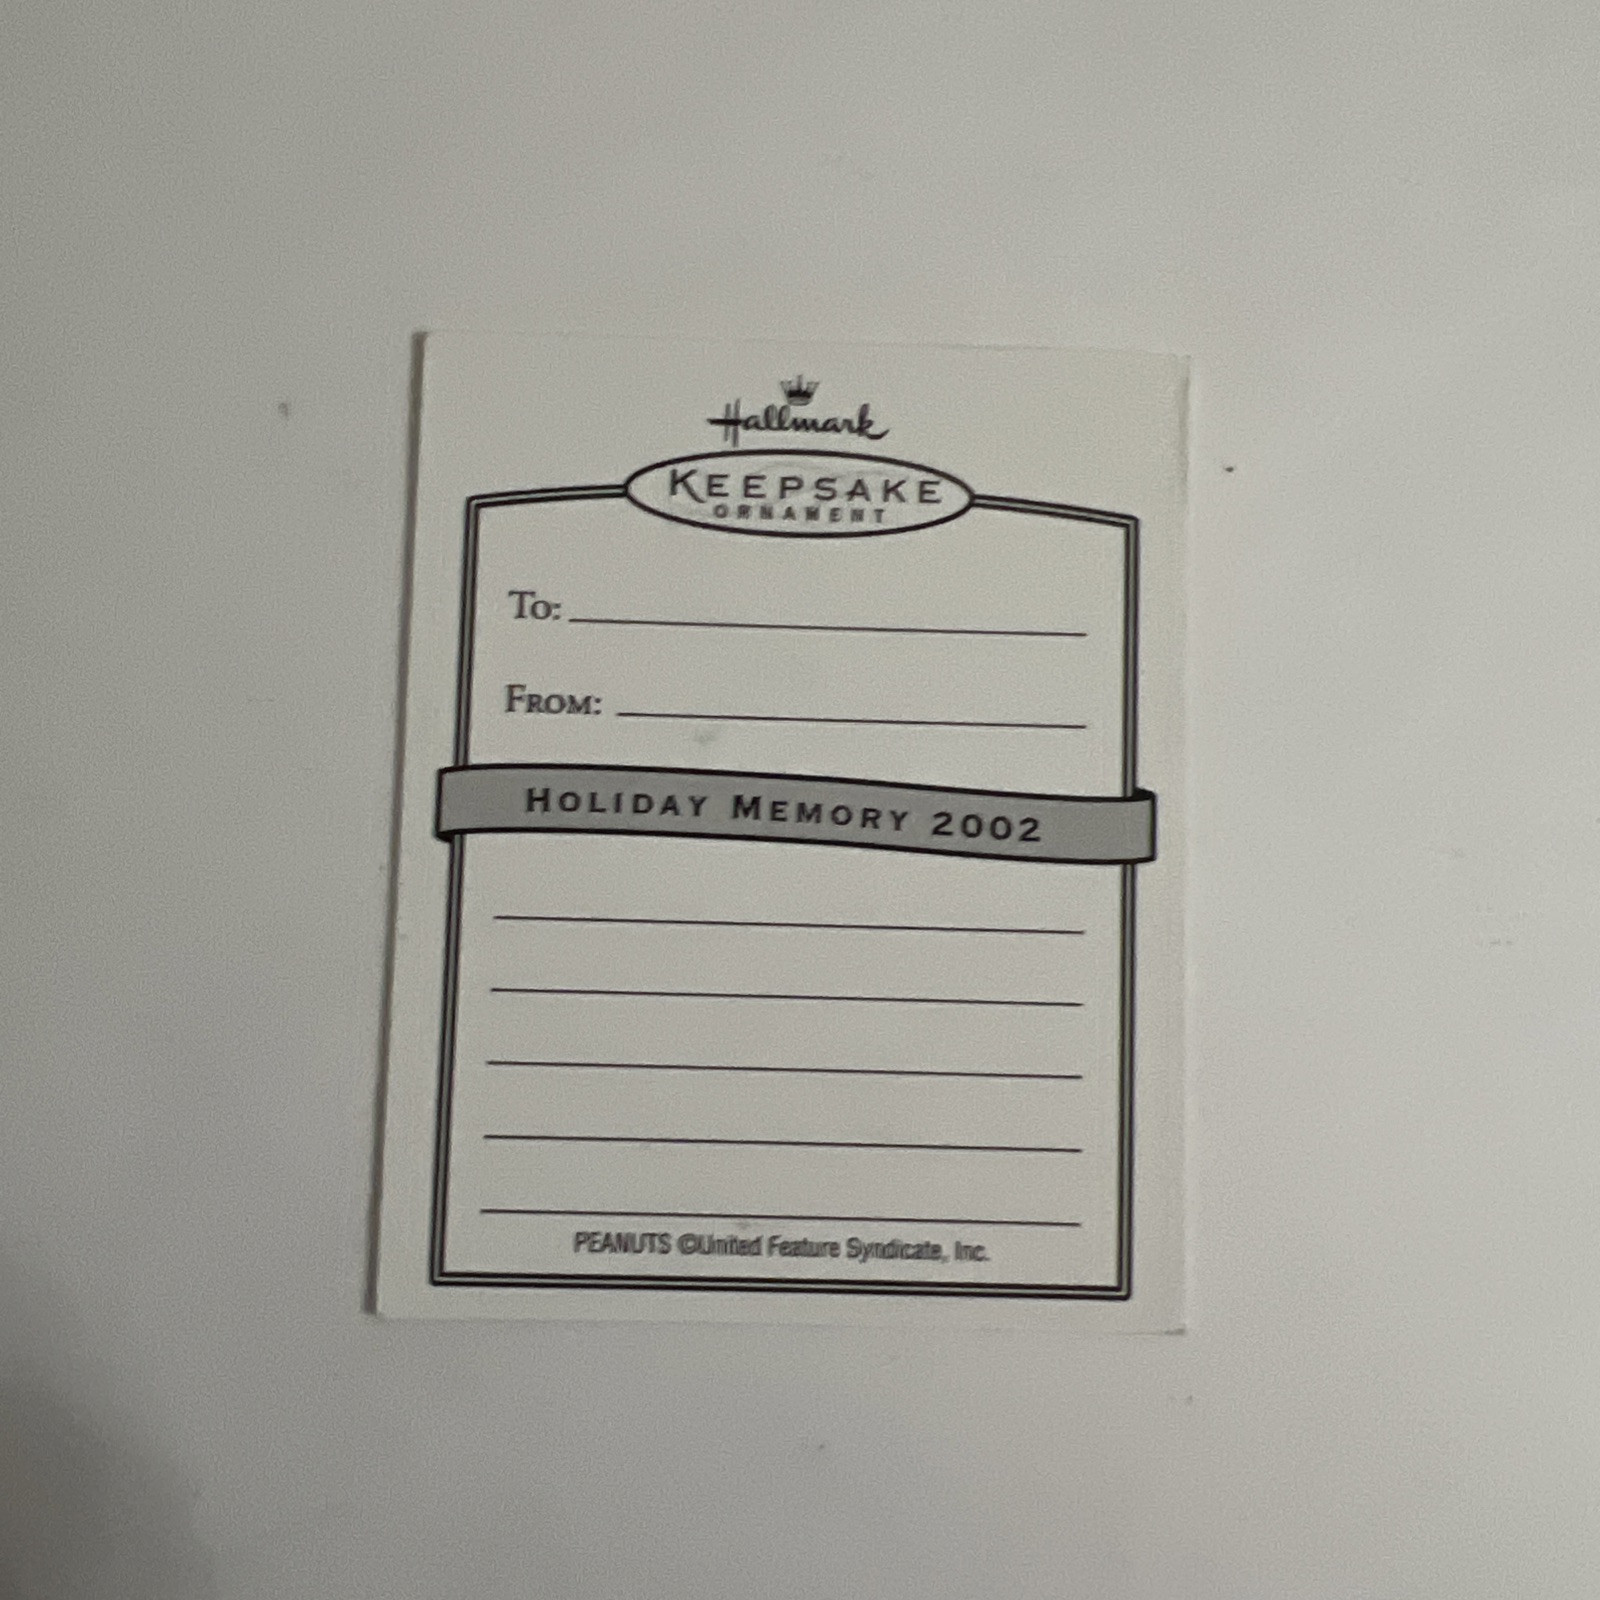 Hallmark
KEEPSAKE
ORNAMENT
TO:
FROM:
HOLIDAY MEMORY 2002
PEANUTS ©United Feature Syndicate, Inc.